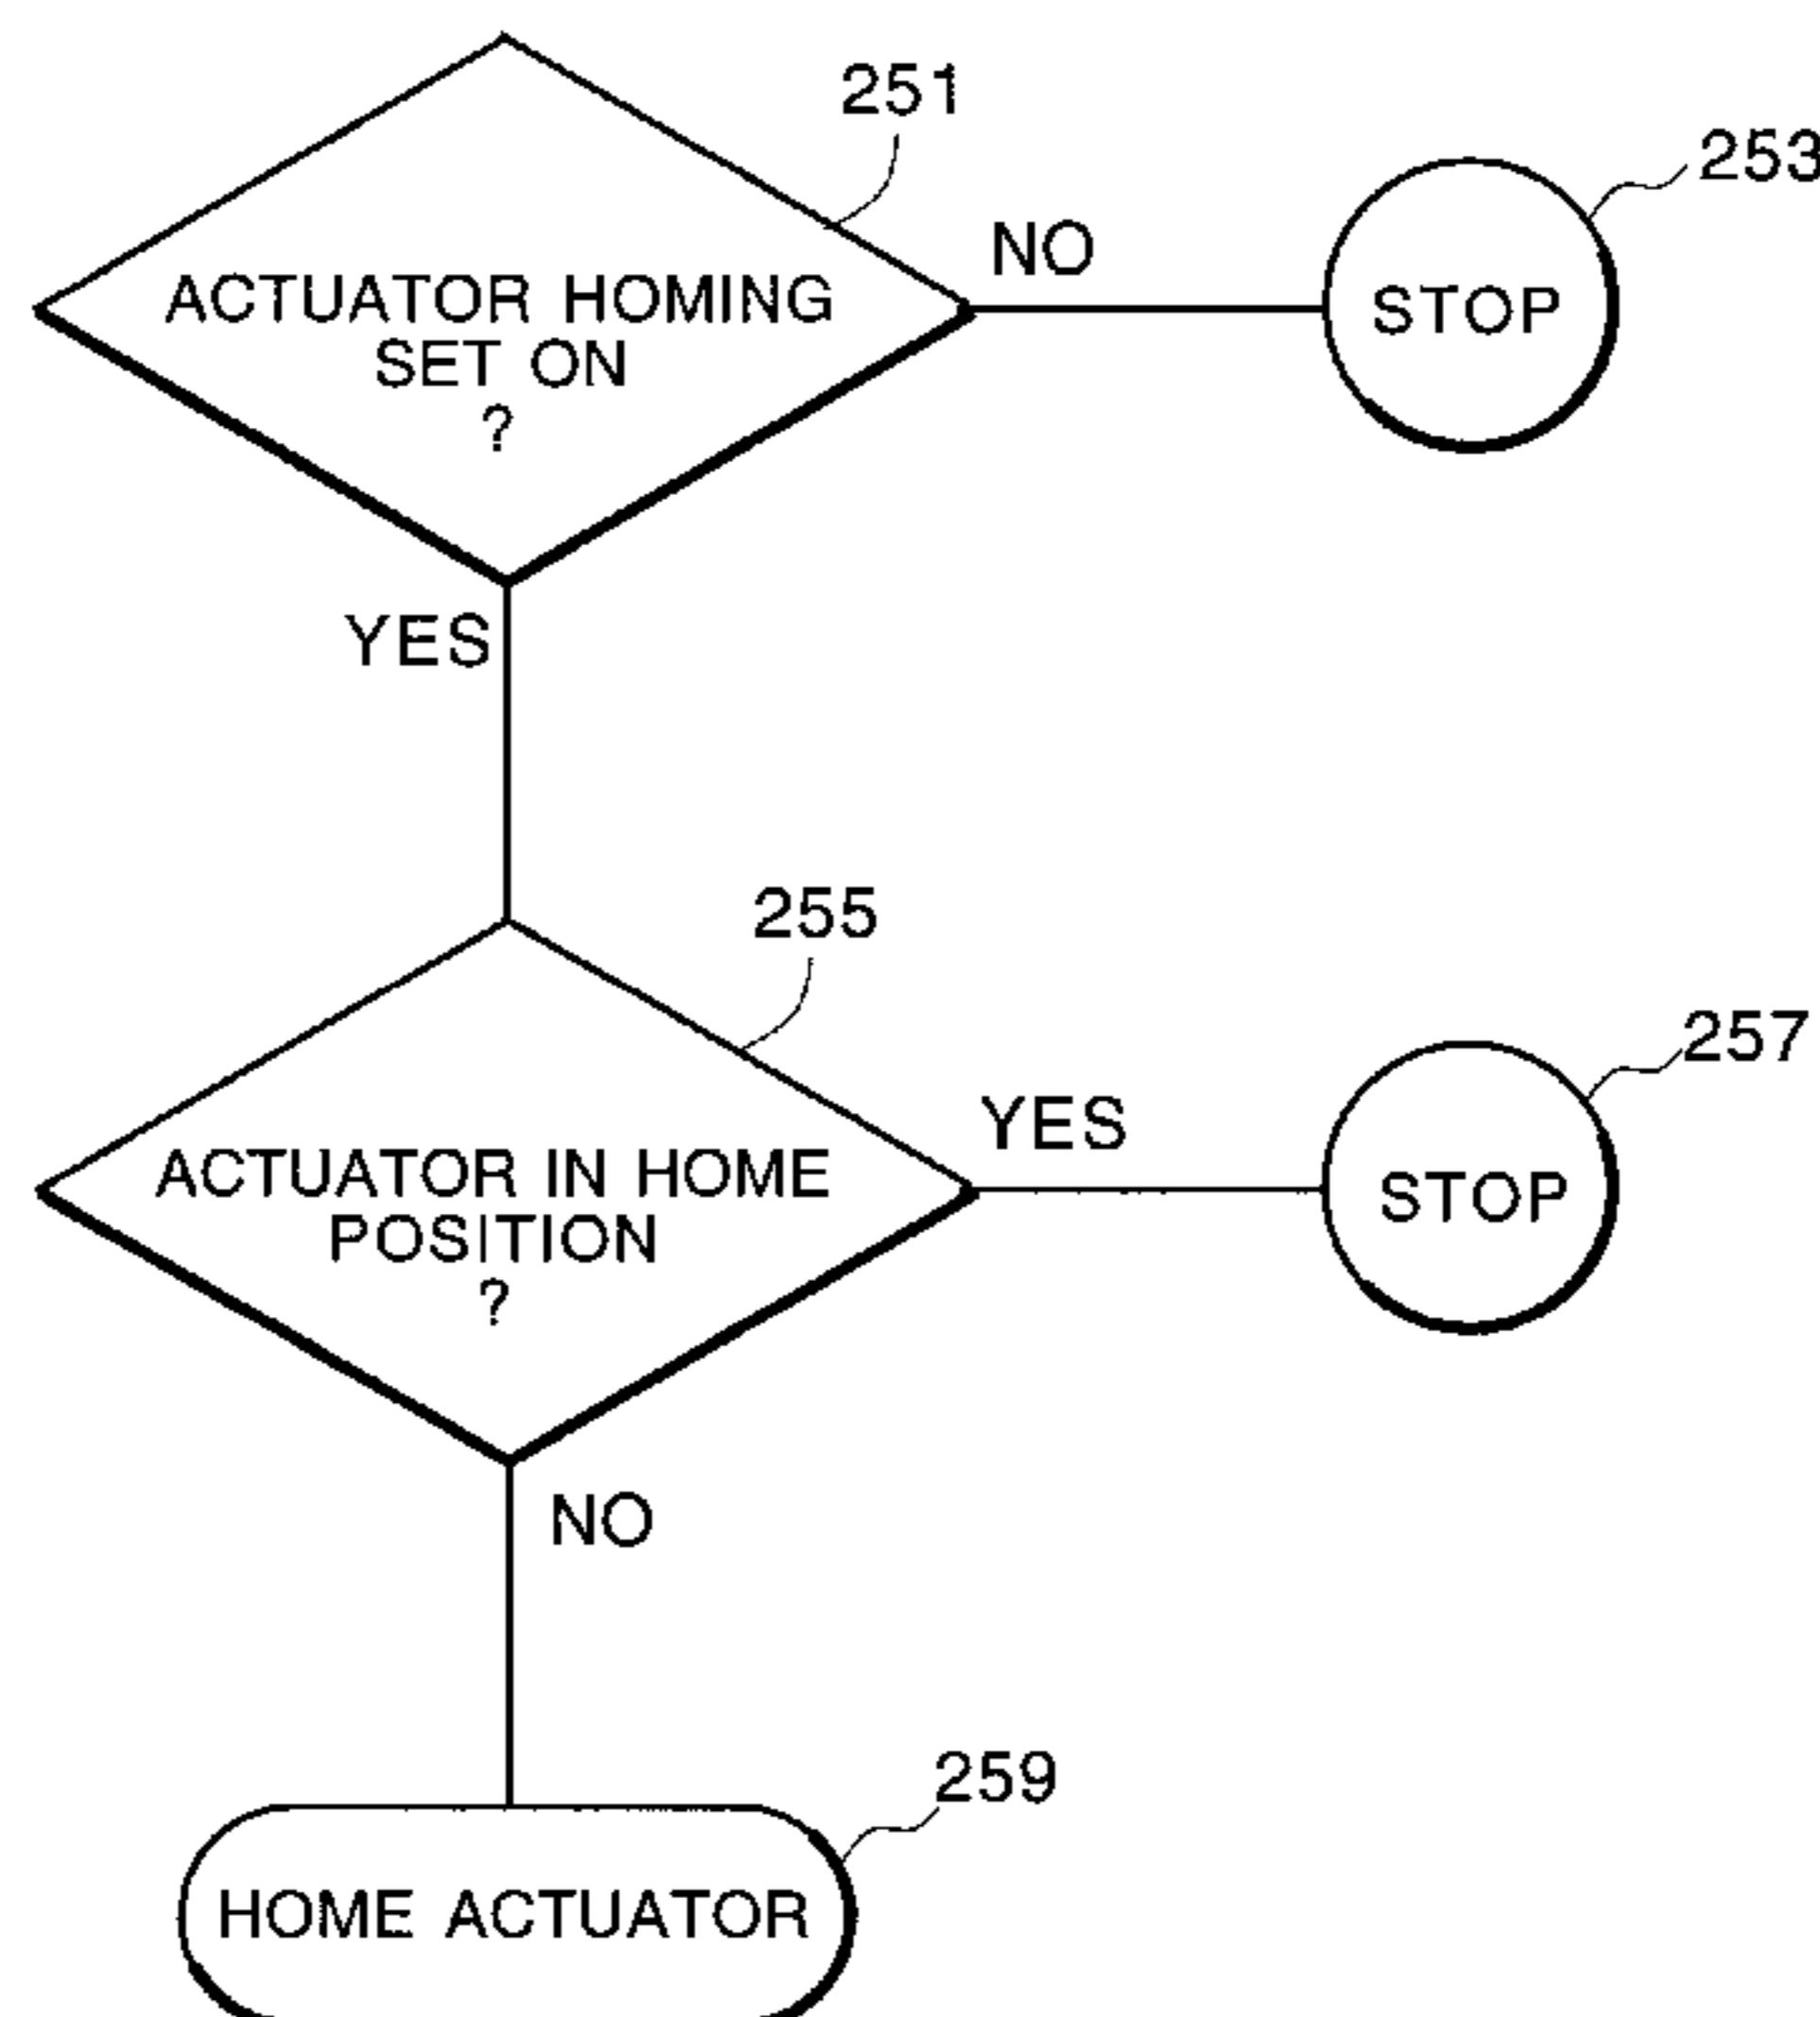 251
253
NO
ACTUATOR HOMING
SET ON
?
STOP
YES
255
257
YES
ACTUATOR IN HOME
POSITION
?
STOP
NO
259
HOME ACTUATOR